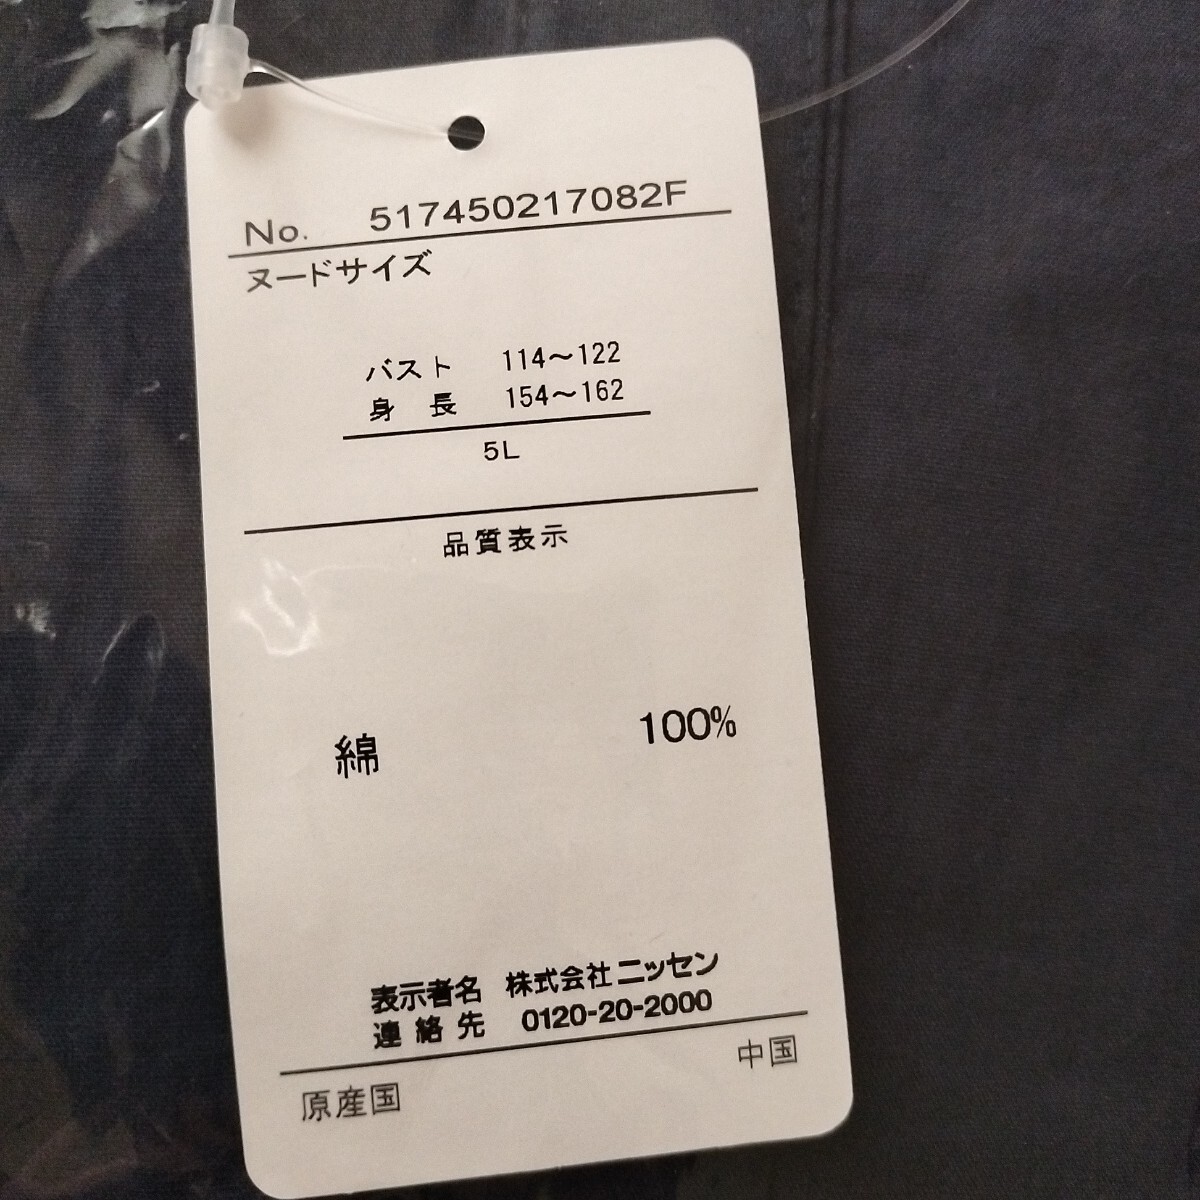 No. 517450217082F
ヌードサイズ
バスト 114～122
身長 154～162
5L
品質表示
綿 100%
表示者名 株式会社ニッセン
連絡先 0120-20-2000
原産国 中国